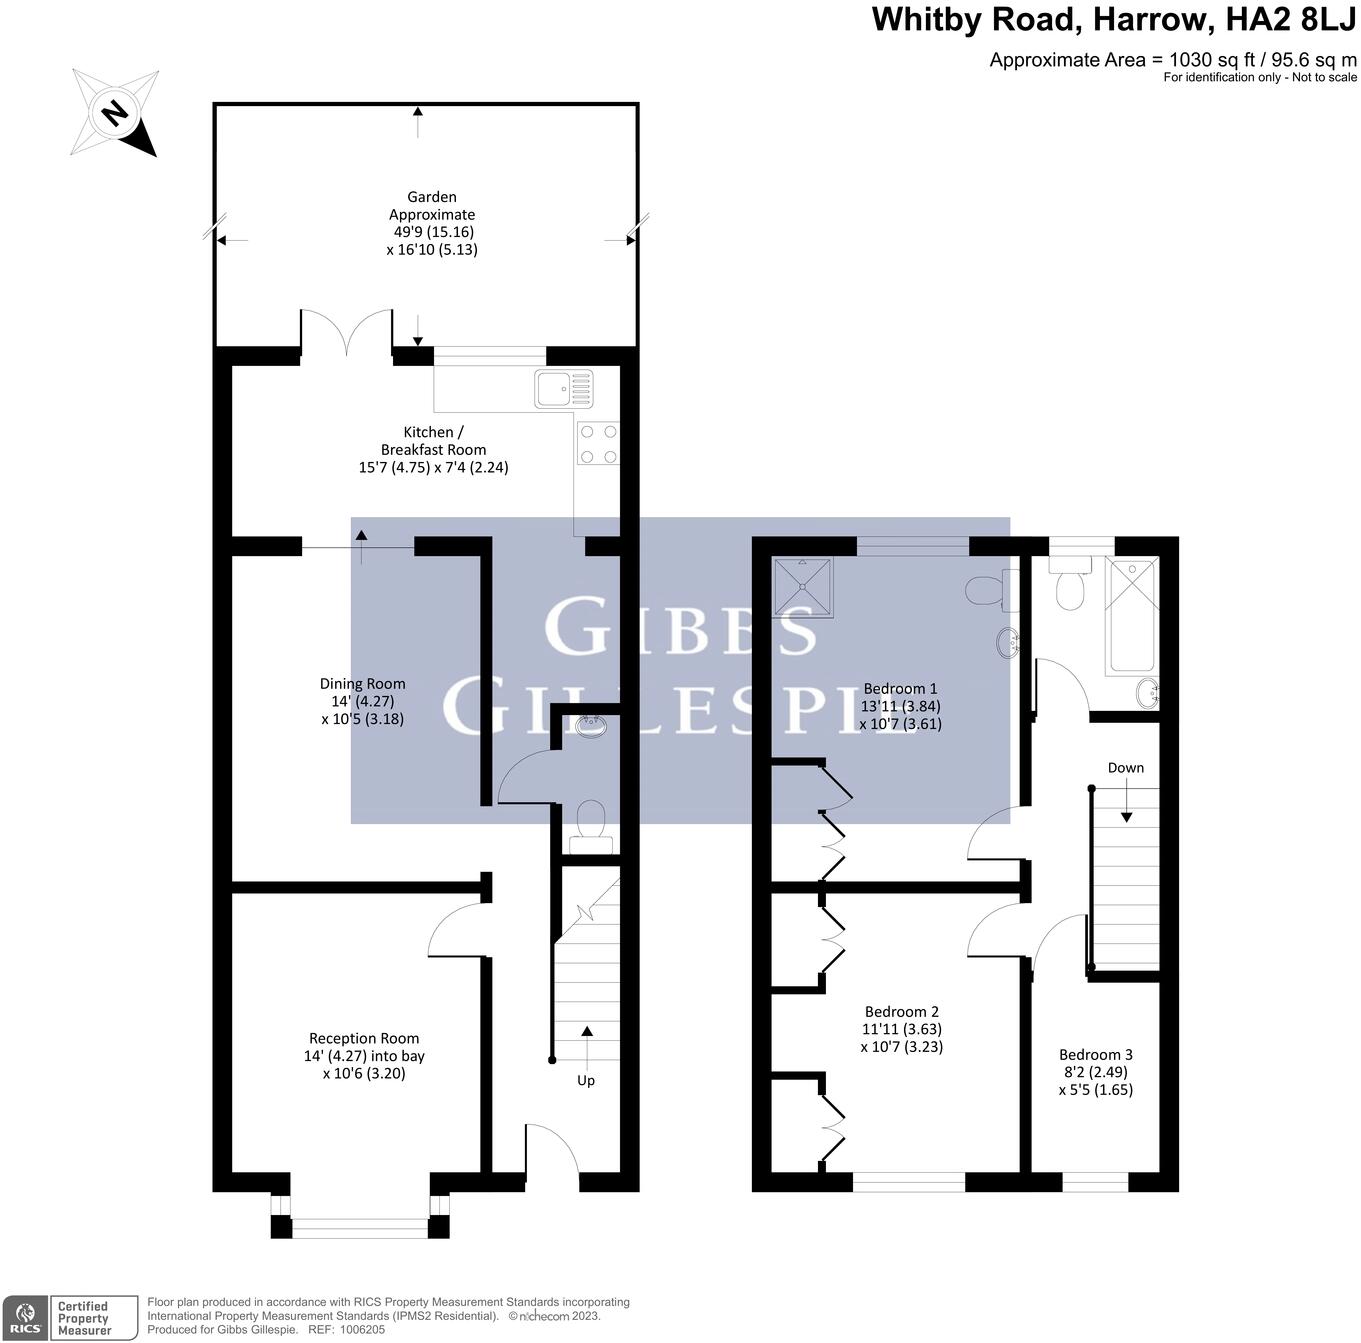 Whitby Road, Harrow, HA2 8LJ
Approximate Area = 1030 sq ft / 95.6 sq m
For identification only - Not to scale
N
Garden
Approximate
49'9 (15.16)
x 16'10 (5.13)
Kitchen /
Breakfast Room
15'7 (4.75) x 7'4 (2.24)
GIBBS
GILLESPIE
Dining Room
14' (4.27)
x 10'5 (3.18)
Bedroom 1
13'11 (3.84)
x 10'7 (3.61)
Down
Reception Room
14' (4.27) into bay
x 10'6 (3.20)
Up
Bedroom 2
11'11 (3.63)
x 10'7 (3.23)
Bedroom 3
8'2 (2.49)
x 5'5 (1.65)
RICS
Certified
Property
Measurer
Floor plan produced in accordance with RICS Property Measurement Standards incorporating
International Property Measurement Standards (IPMS2 Residential). © nichecom 2023.
Produced for Gibbs Gillespie. REF: 1006205